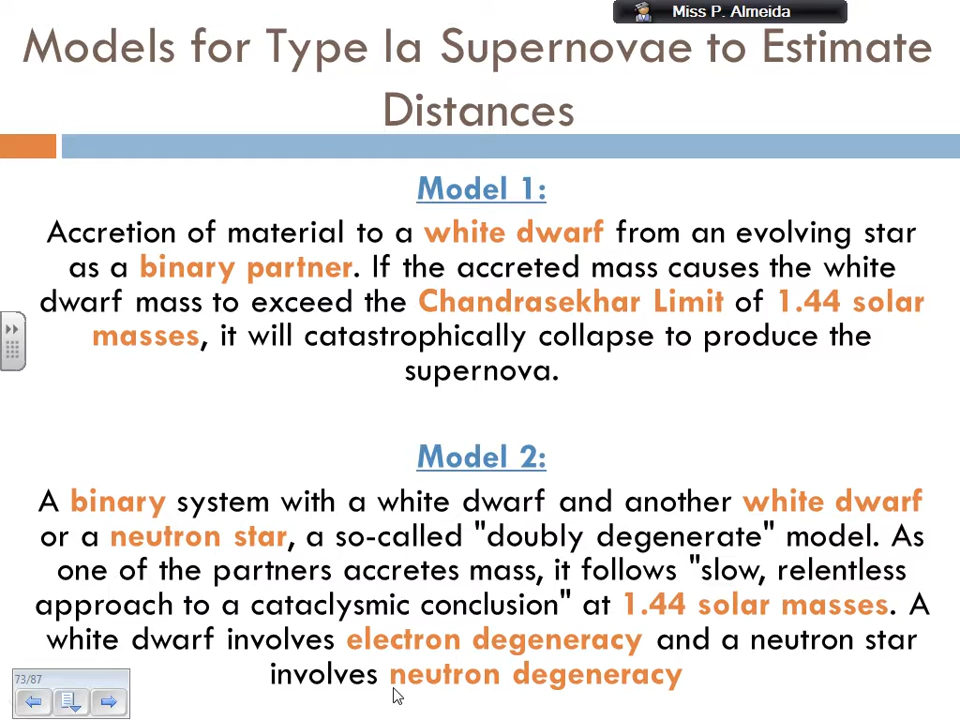 Miss P. Almeida
Models for Type Ia Supernovae to Estimate
Distances
Model 1:
Accretion of material to a white dwarf from an evolving star
as a binary partner. If the accreted mass causes the white
dwarf mass to exceed the Chandrasekhar Limit of 1.44 solar
masses, it will catastrophically collapse to produce the
supernova.
Model 2:
A binary system with a white dwarf and another white dwarf
or a neutron star, a so-called "doubly degenerate" model. As
one of the partners accretes mass, it follows "slow, relentless
approach to a cataclysmic conclusion" at 1.44 solar masses. A
white dwarf involves electron degeneracy and a neutron star
involves neutron degeneracy
73/87